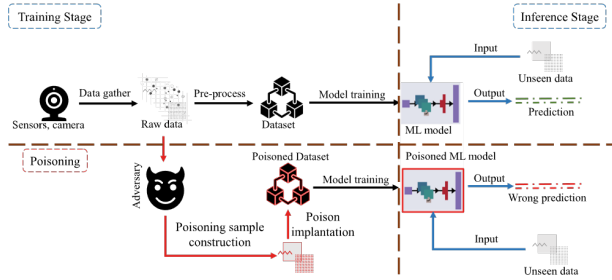 Training Stage
Inference Stage
Input
Unseen data
Data gather
Pre-process
Model training
Output
Sensors, camera
Raw data
Dataset
ML model
Prediction
Poisoning
Poisoned Dataset
Poisoned ML model
Adversary
Model training
Output
Wrong prediction
Poisoning sample
construction
Poison
implantation
Input
Unseen data